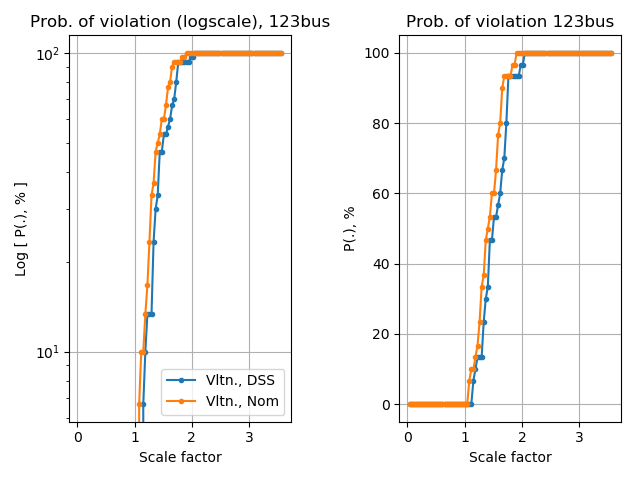 Prob. of violation (logscale), 123bus
Log [ P(.), % ]
10²
10¹
0 1 2 3
Scale factor
Vltn., DSS
Vltn., Nom
Prob. of violation 123bus
P(.), %
100
80
60
40
20
0
0 1 2 3
Scale factor